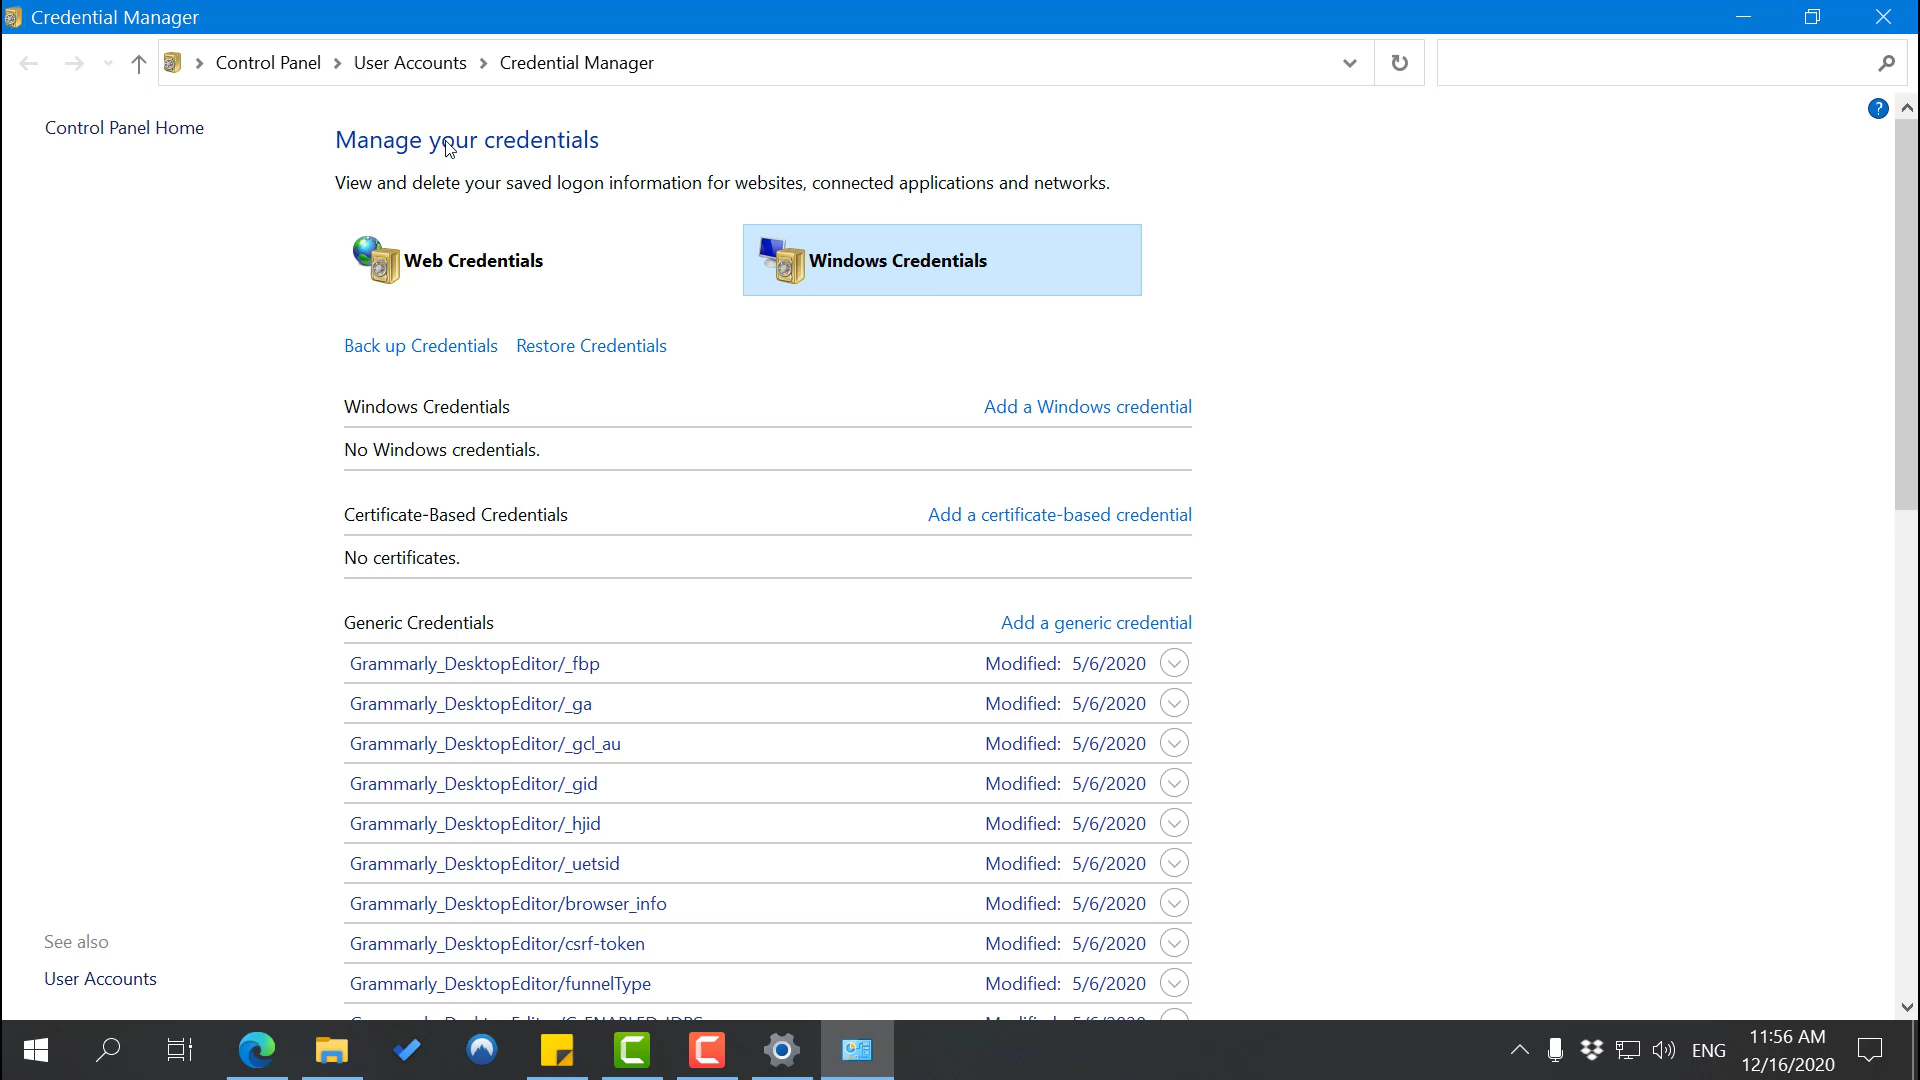 Credential Manager
Control Panel > User Accounts > Credential Manager
Control Panel Home
Manage your credentials
View and delete your saved logon information for websites, connected applications and networks.
Web Credentials
Windows Credentials
Back up Credentials Restore Credentials
Windows Credentials Add a Windows credential
No Windows credentials.
Certificate-Based Credentials Add a certificate-based credential
No certificates.
Generic Credentials Add a generic credential
Grammarly_DesktopEditor/_fbp Modified: 5/6/2020
Grammarly_DesktopEditor/_ga Modified: 5/6/2020
Grammarly_DesktopEditor/_gcl_au Modified: 5/6/2020
Grammarly_DesktopEditor/_gid Modified: 5/6/2020
Grammarly_DesktopEditor/_hjid Modified: 5/6/2020
Grammarly_DesktopEditor/_uetsid Modified: 5/6/2020
Grammarly_DesktopEditor/browser_info Modified: 5/6/2020
Grammarly_DesktopEditor/csrf-token Modified: 5/6/2020
Grammarly_DesktopEditor/funnelType Modified: 5/6/2020
See also
User Accounts
ENG
11:56 AM
12/16/2020